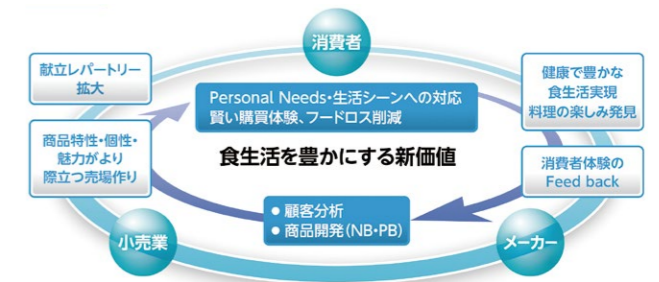 消費者
献立レパートリー
拡大
Personal Needs・生活シーンへの対応
賢い購買体験、フードロス削減
健康で豊かな
食生活実現
料理の楽しみ発見
商品特性・個性・
魅力がより
際立つ売場作り
食生活を豊かにする新価値
消費者体験の
Feed back
● 顧客分析
● 商品開発(NB・PB)
小売業
メーカー